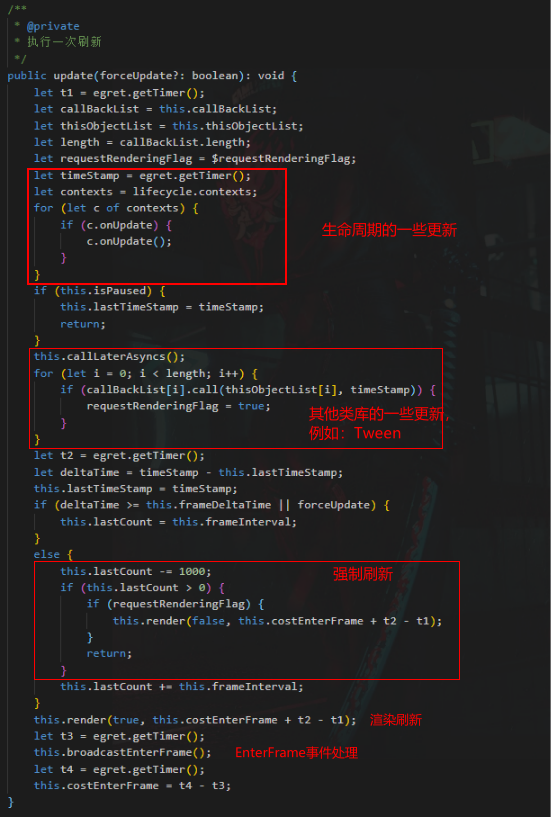 /**
 * @private
 * 执行一次刷新
 */
public update(forceUpdate?: boolean): void {
    let t1 = egret.getTimer();
    let callBackList = this.callBackList;
    let thisObjectList = this.thisObjectList;
    let length = callBackList.length;
    let requestRenderingFlag = $requestRenderingFlag;
    let timeStamp = egret.getTimer();
    let contexts = lifecycle.contexts;
    for (let c of contexts) {
        if (c.onUpdate) {
            c.onUpdate();
        }
    }
生命周期的一些更新
    if (this.isPaused) {
        this.lastTimeStamp = timeStamp;
        return;
    }
    this.callLaterAsyncs();
    for (let i = 0; i < length; i++) {
        if (callBackList[i].call(thisObjectList[i], timeStamp)) {
            requestRenderingFlag = true;
        }
    }
其他类库的一些更新,
例如：Tween
    let t2 = egret.getTimer();
    let deltaTime = timeStamp - this.lastTimeStamp;
    this.lastTimeStamp = timeStamp;
    if (deltaTime >= this.frameDeltaTime || forceUpdate) {
        this.lastCount = this.frameInterval;
    }
    else {
        this.lastCount -= 1000;
强制刷新
        if (this.lastCount > 0) {
            if (requestRenderingFlag) {
                this.render(false, this.costEnterFrame + t2 - t1);
            }
            return;
        }
        this.lastCount += this.frameInterval;
    }
    this.render(true, this.costEnterFrame + t2 - t1); 渲染刷新
    let t3 = egret.getTimer();
    this.broadcastEnterFrame(); EnterFrame事件处理
    let t4 = egret.getTimer();
    this.costEnterFrame = t4 - t3;
}